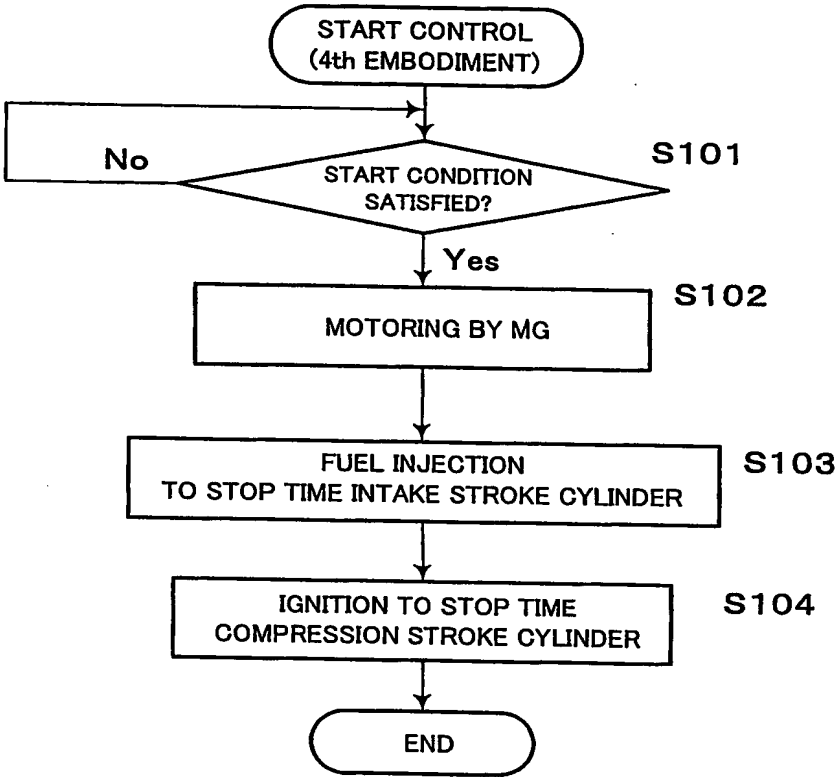 START CONTROL
(4th EMBODIMENT)
No
S101
START CONDITION
SATISFIED?
Yes
S102
MOTORING BY MG
S103
FUEL INJECTION
TO STOP TIME INTAKE STROKE CYLINDER
S104
IGNITION TO STOP TIME
COMPRESSION STROKE CYLINDER
END